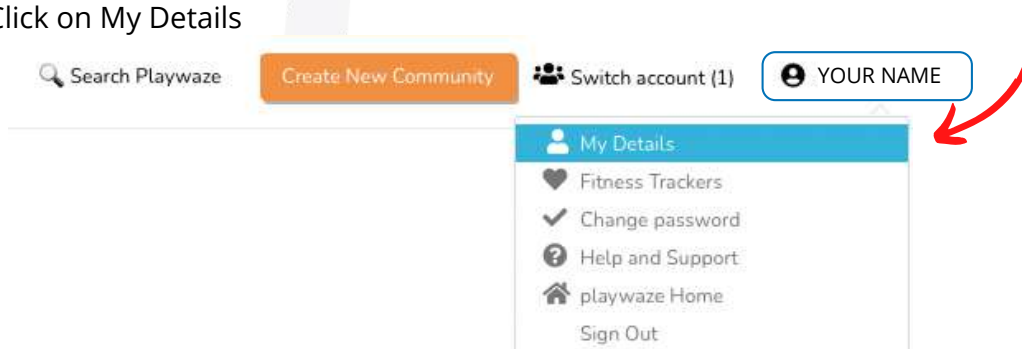 Click on My Details
Search Playwaze Create New Community Switch account (1) YOUR NAME
My Details
Fitness Trackers
Change password
Help and Support
playwaze Home
Sign Out